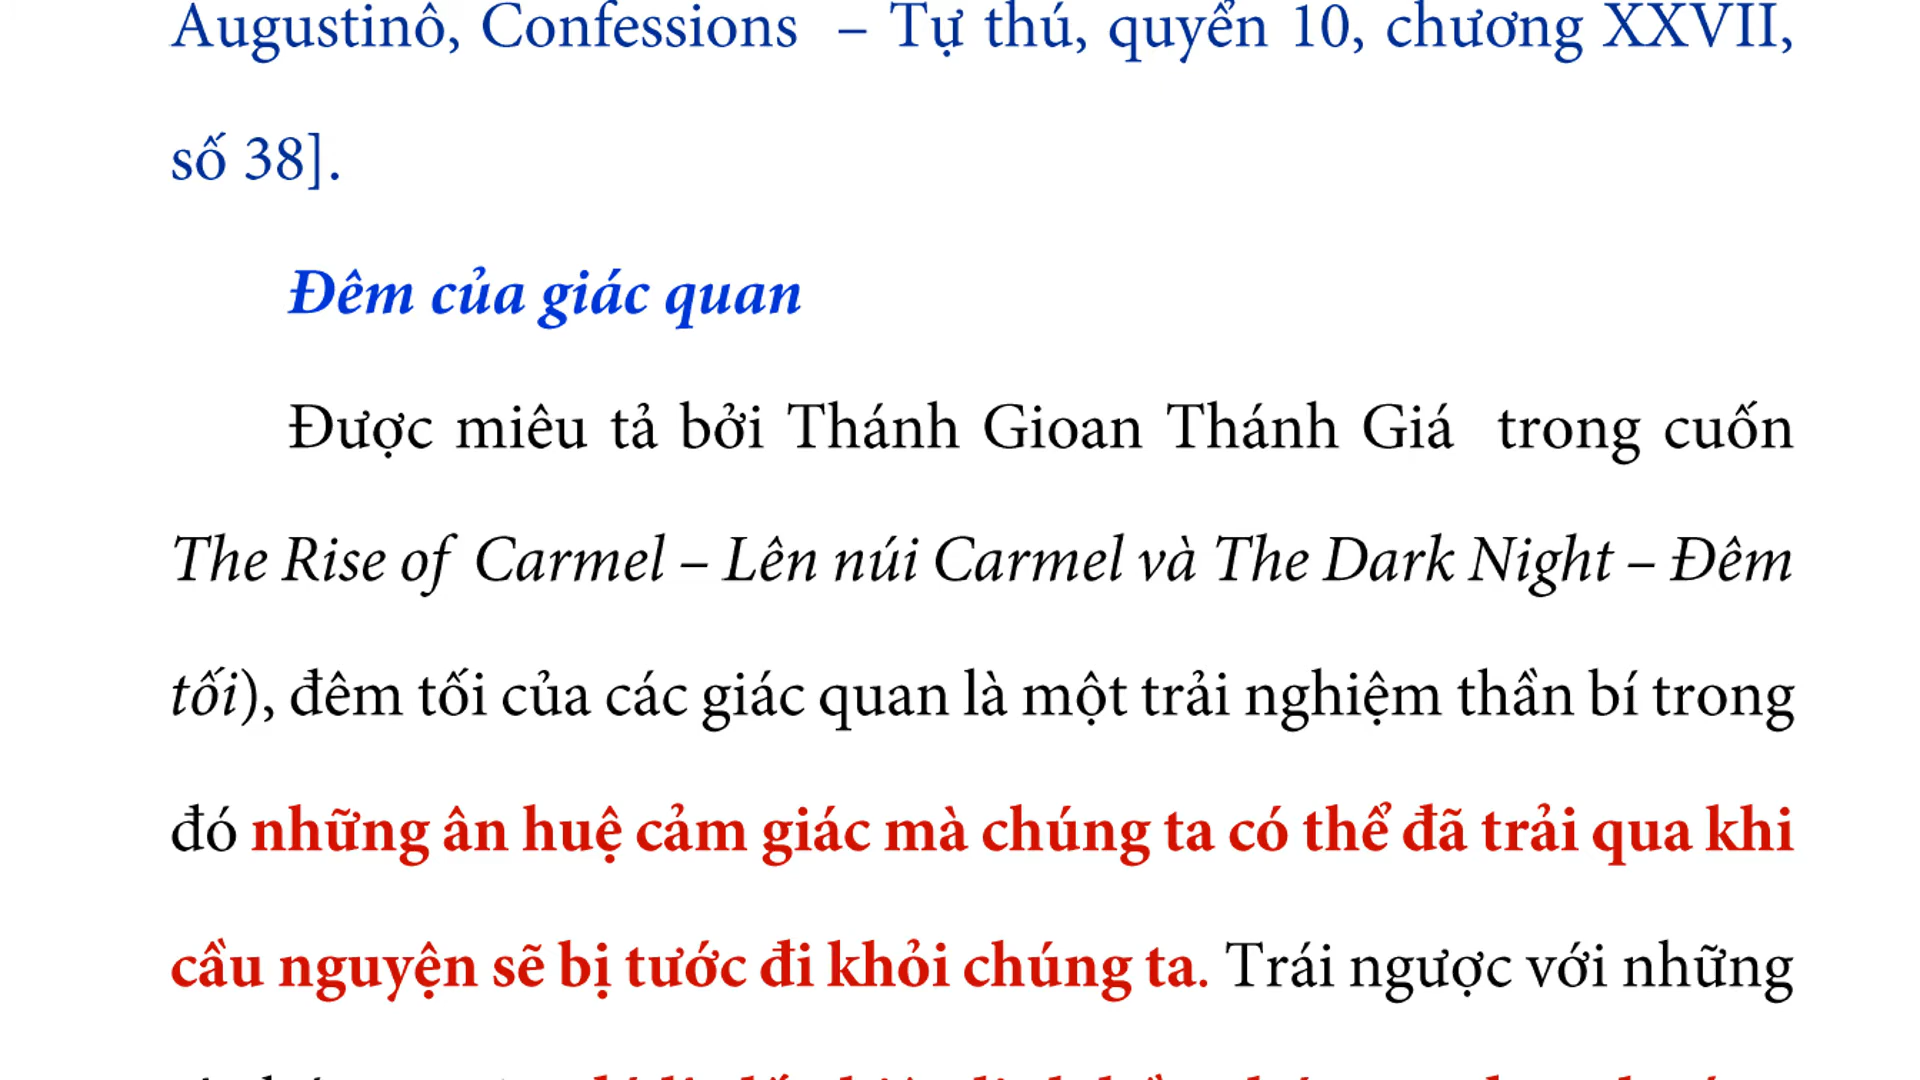 Augustinô, Confessions – Tự thú, quyển 10, chương XXVII,
số 38].
Đêm của giác quan
Được miêu tả bởi Thánh Gioan Thánh Giá trong cuốn
The Rise of Carmel – Lên núi Carmel và The Dark Night – Đêm
tối), đêm tối của các giác quan là một trải nghiệm thần bí trong
đó những ân huệ cảm giác mà chúng ta có thể đã trải qua khi
cầu nguyện sẽ bị tước đi khỏi chúng ta. Trái ngược với những